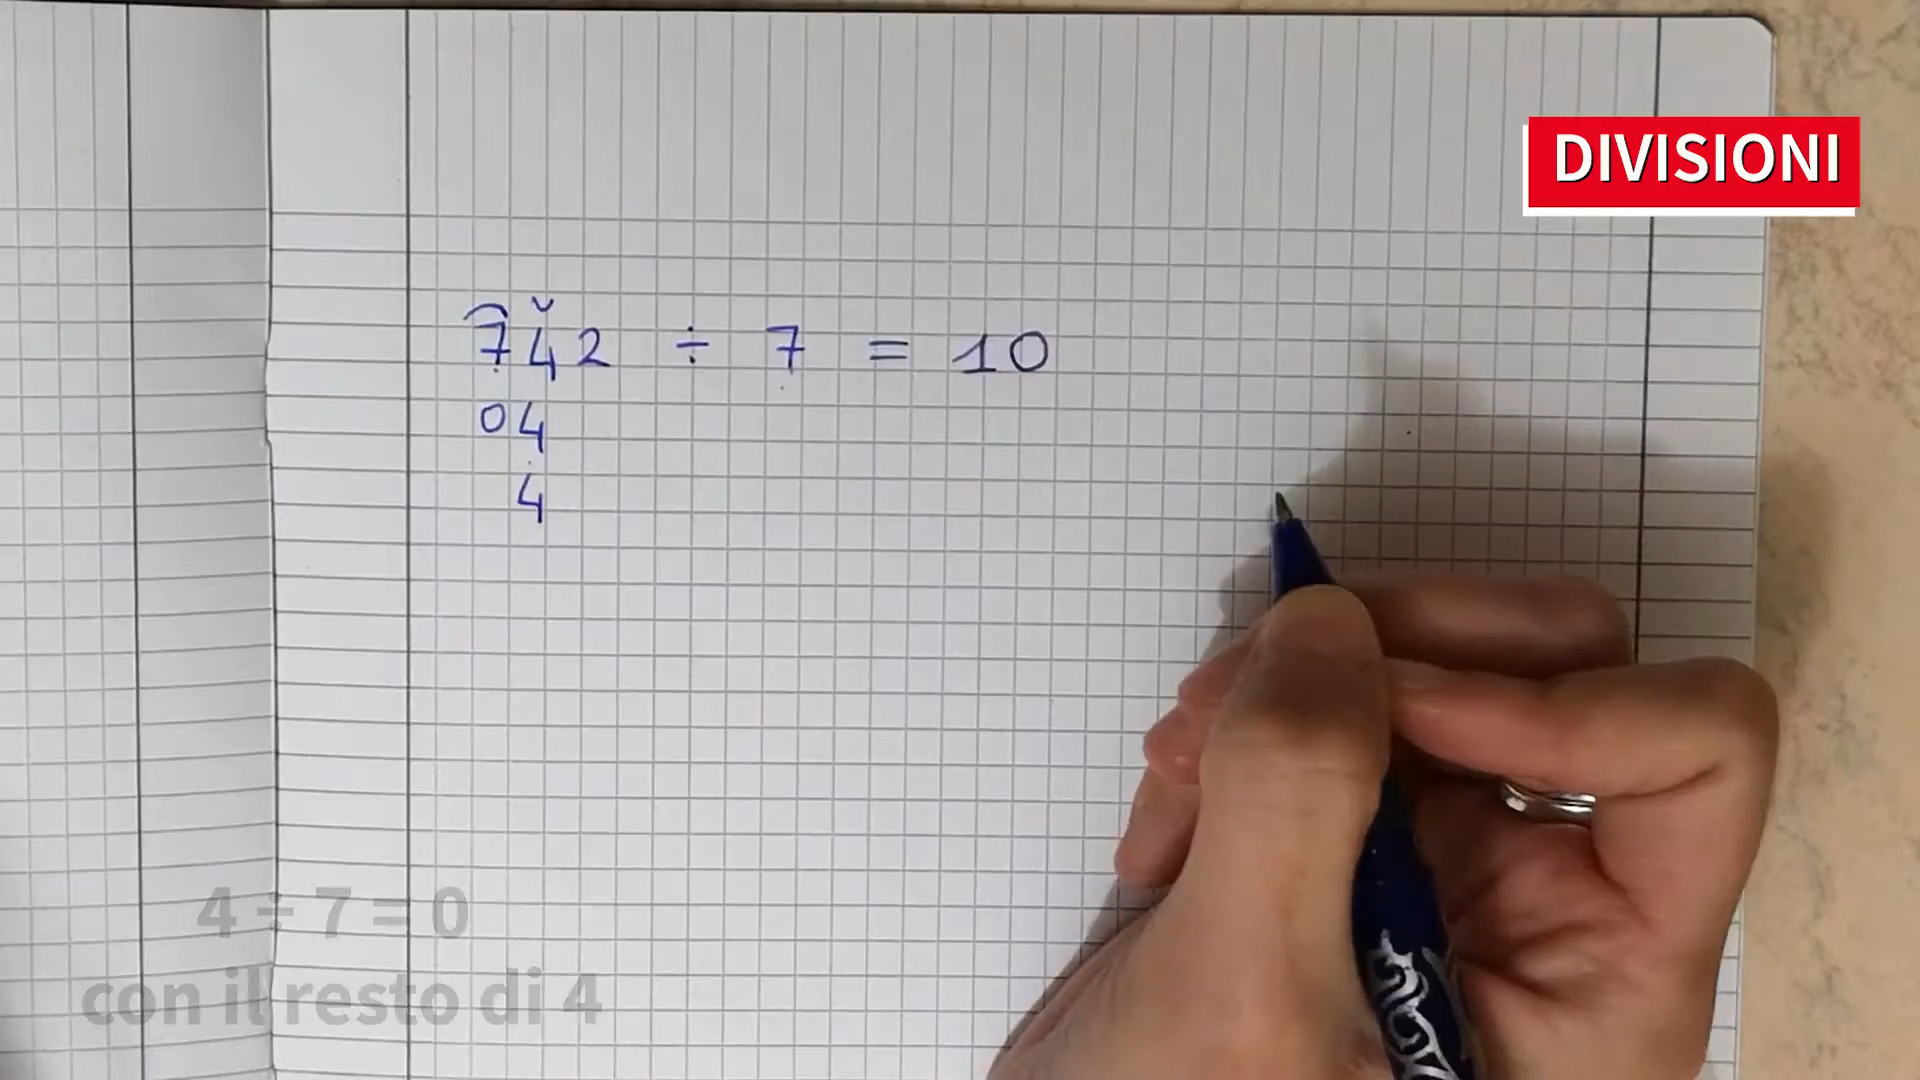 DIVISIONI
742 ÷ 7 = 10
04
4
4 ÷ 7 = 0
con il resto di 4